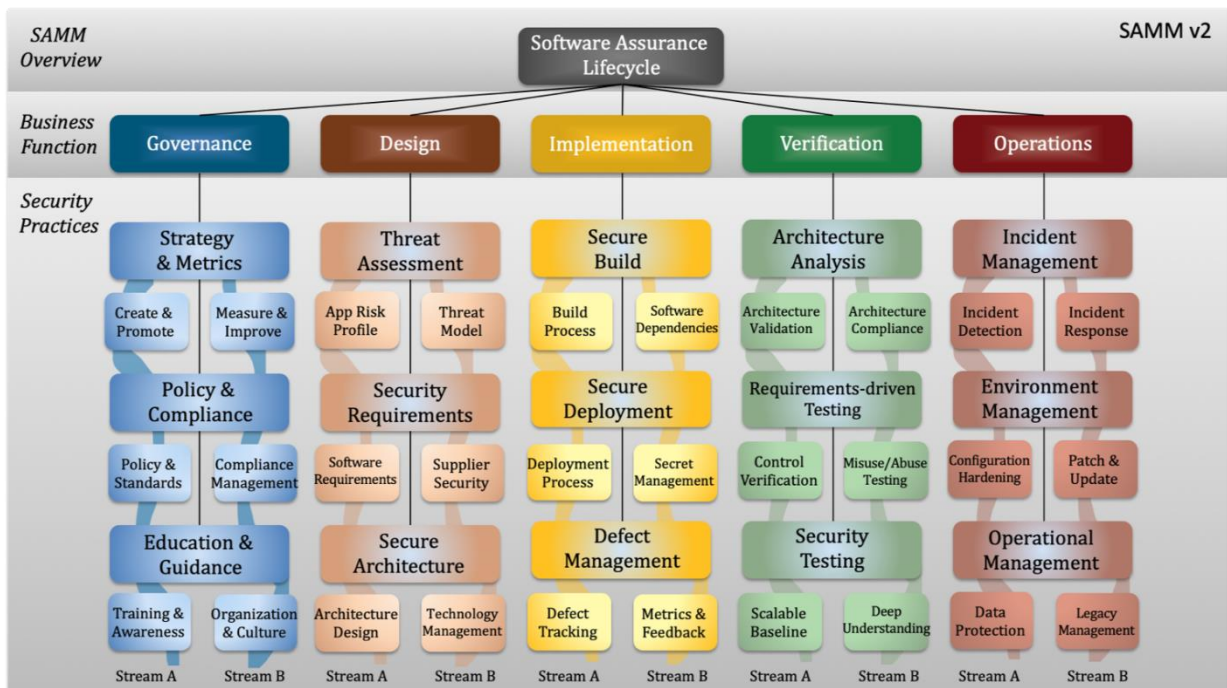 SAMM
Overview
Software Assurance
Lifecycle
SAMM v2
Business
Function
Governance
Design
Implementation
Verification
Operations
Security
Practices
Strategy
& Metrics
Threat
Assessment
Secure
Build
Architecture
Analysis
Incident
Management
Create &
Promote
Measure &
Improve
App Risk
Profile
Threat
Model
Build
Process
Software
Dependencies
Architecture
Validation
Architecture
Compliance
Incident
Detection
Incident
Response
Policy &
Compliance
Security
Requirements
Secure
Deployment
Requirements-driven
Testing
Environment
Management
Policy &
Standards
Compliance
Management
Software
Requirements
Supplier
Security
Deployment
Process
Secret
Management
Control
Verification
Misuse/Abuse
Testing
Configuration
Hardening
Patch &
Update
Education &
Guidance
Secure
Architecture
Defect
Management
Security
Testing
Operational
Management
Training &
Awareness
Organization
& Culture
Architecture
Design
Technology
Management
Defect
Tracking
Metrics &
Feedback
Scalable
Baseline
Deep
Understanding
Data
Protection
Legacy
Management
Stream A
Stream B
Stream A
Stream B
Stream A
Stream B
Stream A
Stream B
Stream A
Stream B